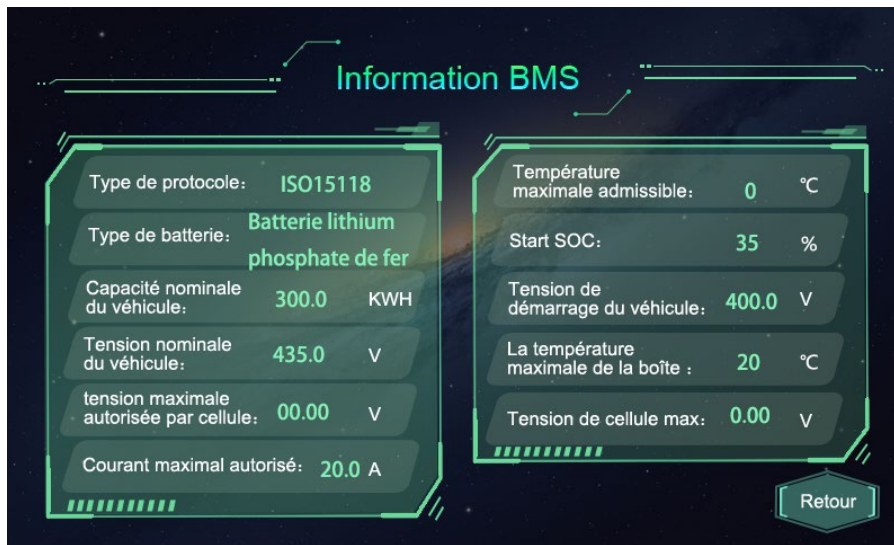 Information BMS
Type de protocole: ISO15118
Type de batterie: Batterie lithium
phosphate de fer
Capacité nominale
du véhicule: 300.0 KWH
Tension nominale
du véhicule: 435.0 V
tension maximale
autorisée par cellule: 00.00 V
Courant maximal autorisé: 20.0 A
Température
maximale admissible: 0 ℃
Start SOC: 35 %
Tension de
démarrage du véhicule: 400.0 V
La température
maximale de la boîte : 20 ℃
Tension de cellule max: 0.00 V
Retour